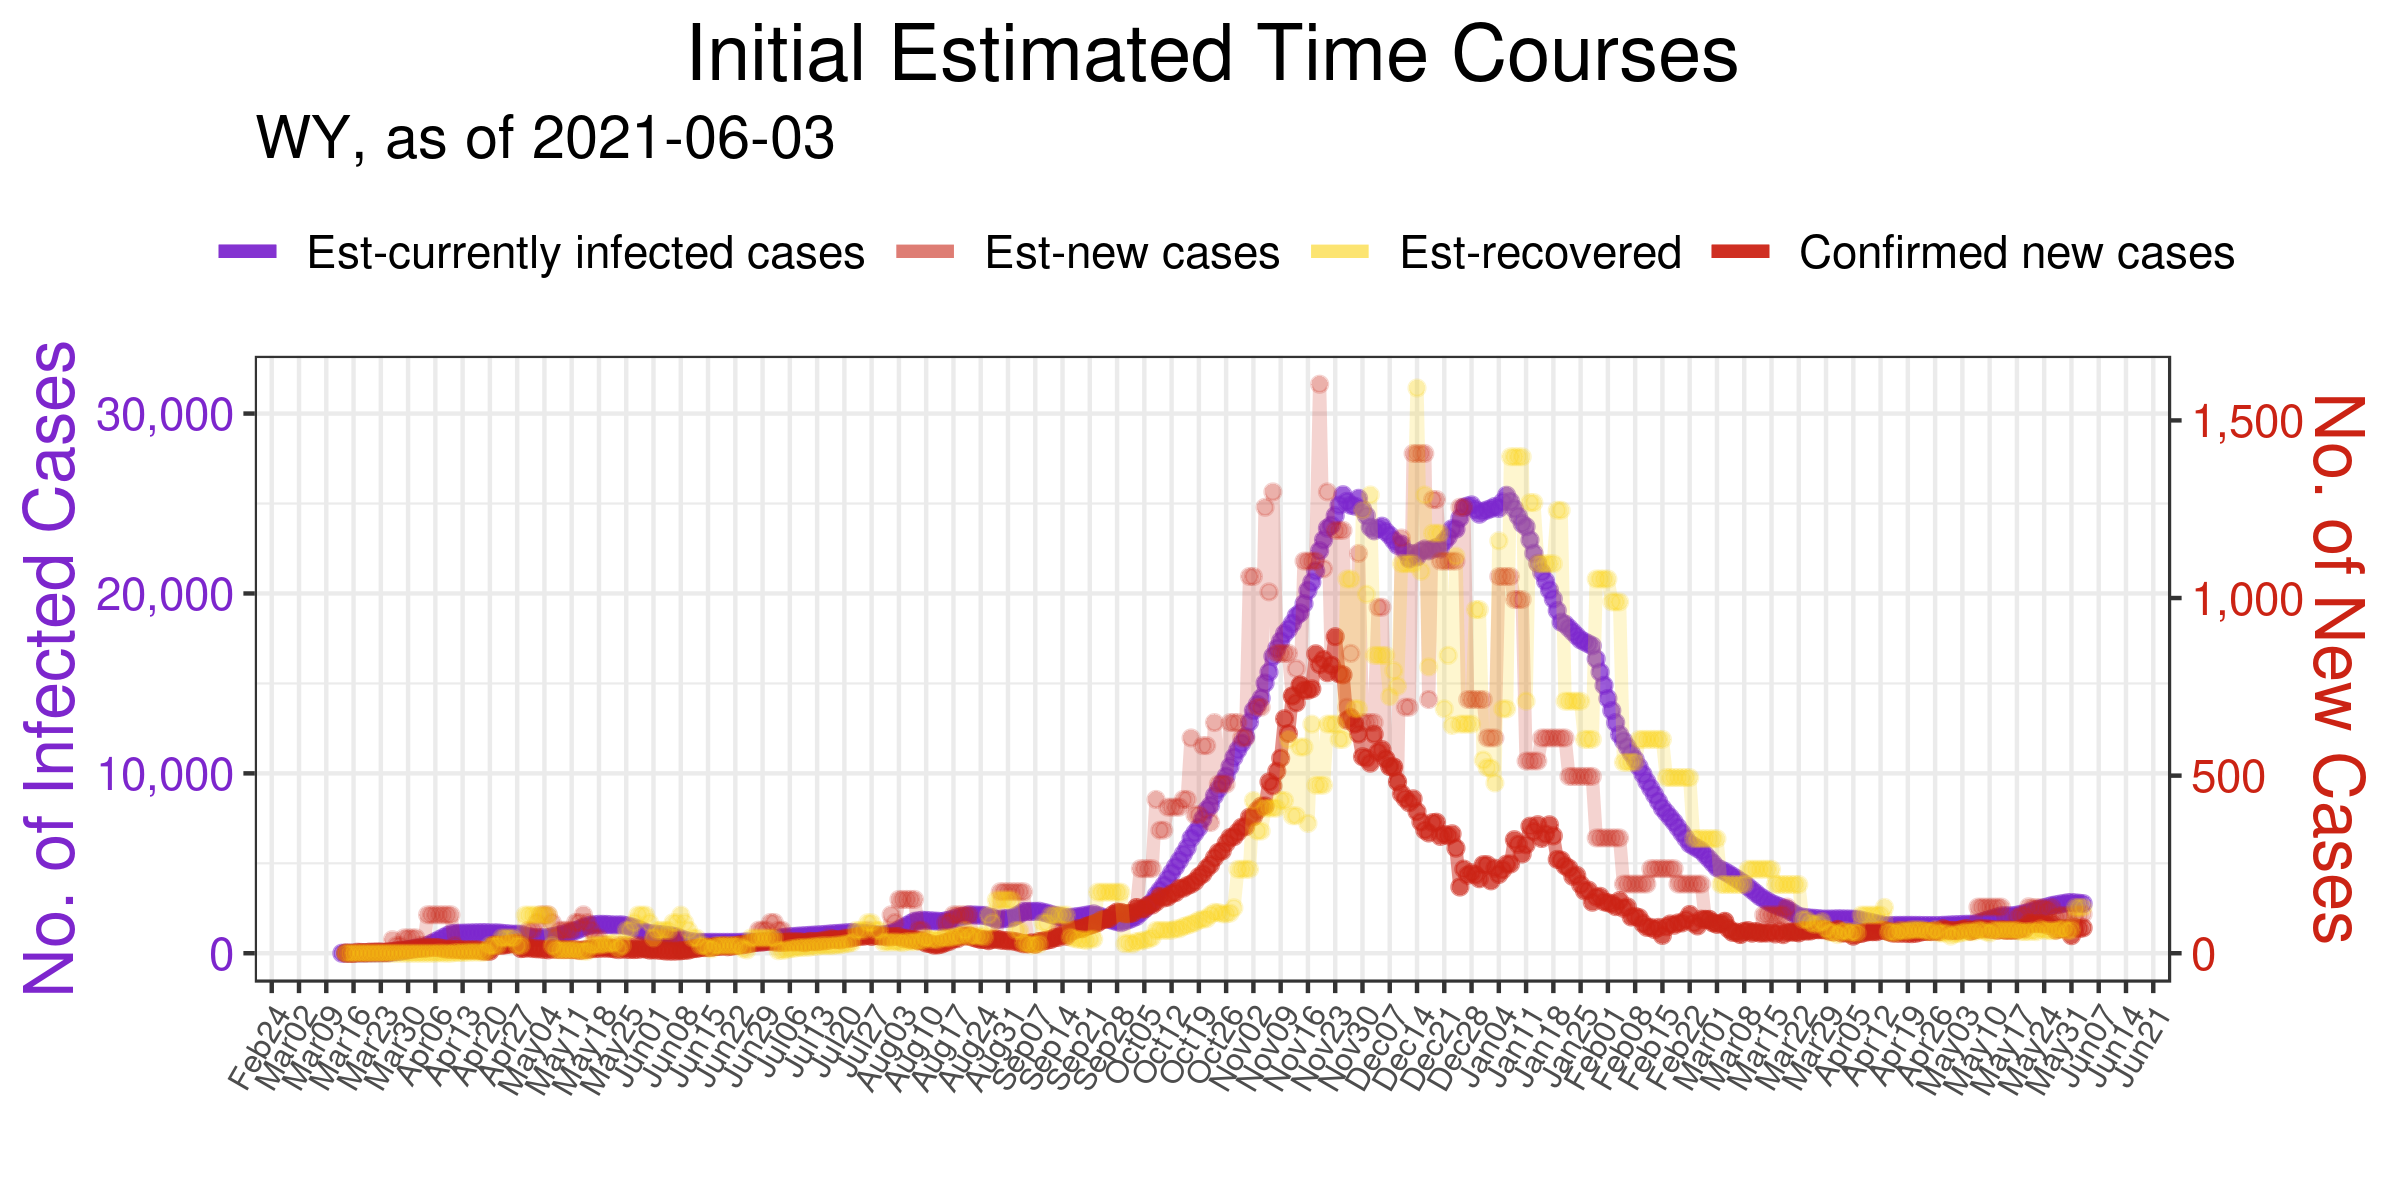 Initial Estimated Time Courses
WY, as of 2021-06-03
Est-currently infected cases Est-new cases Est-recovered Confirmed new cases
No. of Infected Cases
30,000
20,000
10,000
0
1,500
1,000
500
0
No. of New Cases
Feb24 Mar02 Mar09 Mar16 Mar23 Mar30 Apr06 Apr13 Apr20 Apr27 May04 May11 May18 May25 Jun01 Jun08 Jun15 Jun22 Jun29 Jul06 Jul13 Jul20 Jul27 Aug03 Aug10 Aug17 Aug24 Aug31 Sep07 Sep14 Sep21 Sep28 Oct05 Oct12 Oct19 Oct26 Nov02 Nov09 Nov16 Nov23 Nov30 Dec07 Dec14 Dec21 Dec28 Jan04 Jan11 Jan18 Jan25 Feb01 Feb08 Feb15 Feb22 Mar01 Mar08 Mar15 Mar22 Mar29 Apr05 Apr12 Apr19 Apr26 May03 May10 May17 May24 May31 Jun07 Jun14 Jun21